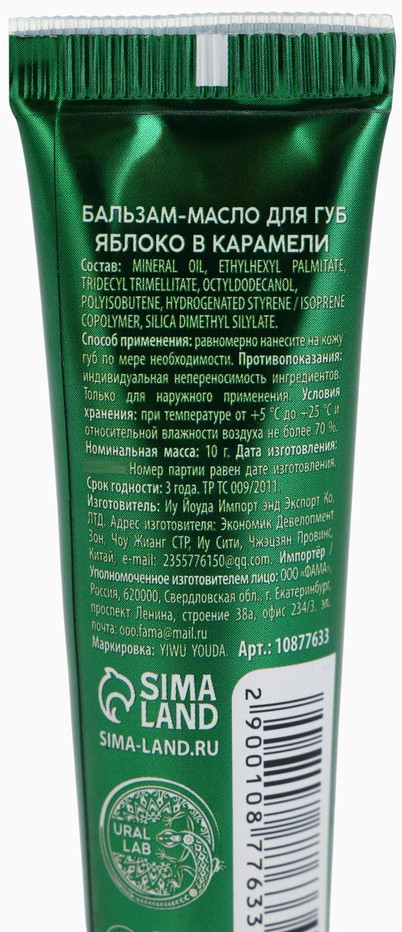 БАЛЬЗАМ-МАСЛО ДЛЯ ГУБ
ЯБЛОКО В КАРАМЕЛИ
Состав: MINERAL OIL, ETHYLHEXYL PALMITATE,
TRIDECYL TRIMELLITATE, OCTYLDODECANOL,
POLYISOBUTENE, HYDROGENATED STYRENE / ISOPRENE
COPOLYMER, SILICA DIMETHYL SILYLATE.
Способ применения: равномерно нанесите на кожу
губ по мере необходимости. Противопоказания:
индивидуальная непереносимость ингредиентов.
Только для наружного применения. Условия
хранения: при температуре от +5 °C до +25 °C и
относительной влажности воздуха не более 70 %.
Номинальная масса: 10 г. Дата изготовления:
Номер партии равен дате изготовления.
Срок годности: 3 года. ТР ТС 009/2011.
Изготовитель: Иу Йоуда Импорт энд Экспорт Ко,
ЛТД. Адрес изготовителя: Экономик Девелопмент
Зон, Чоу Жианг СТР, Иу Сити, Чжэцзян Провинс,
Китай; e-mail: 2355776150@qq.com. Импортёр /
Уполномоченное изготовителем лицо: ООО «ФАМА»,
Россия, 620000, Свердловская обл., г. Екатеринбург,
проспект Ленина, строение 38а, офис 234/3, эл.
почта: ooo.fama@mail.ru
Маркировка: YIWU YOUDA. Арт.: 10877633
SIMA
LAND
SIMA-LAND.RU
URAL
LAB
2900108 77633